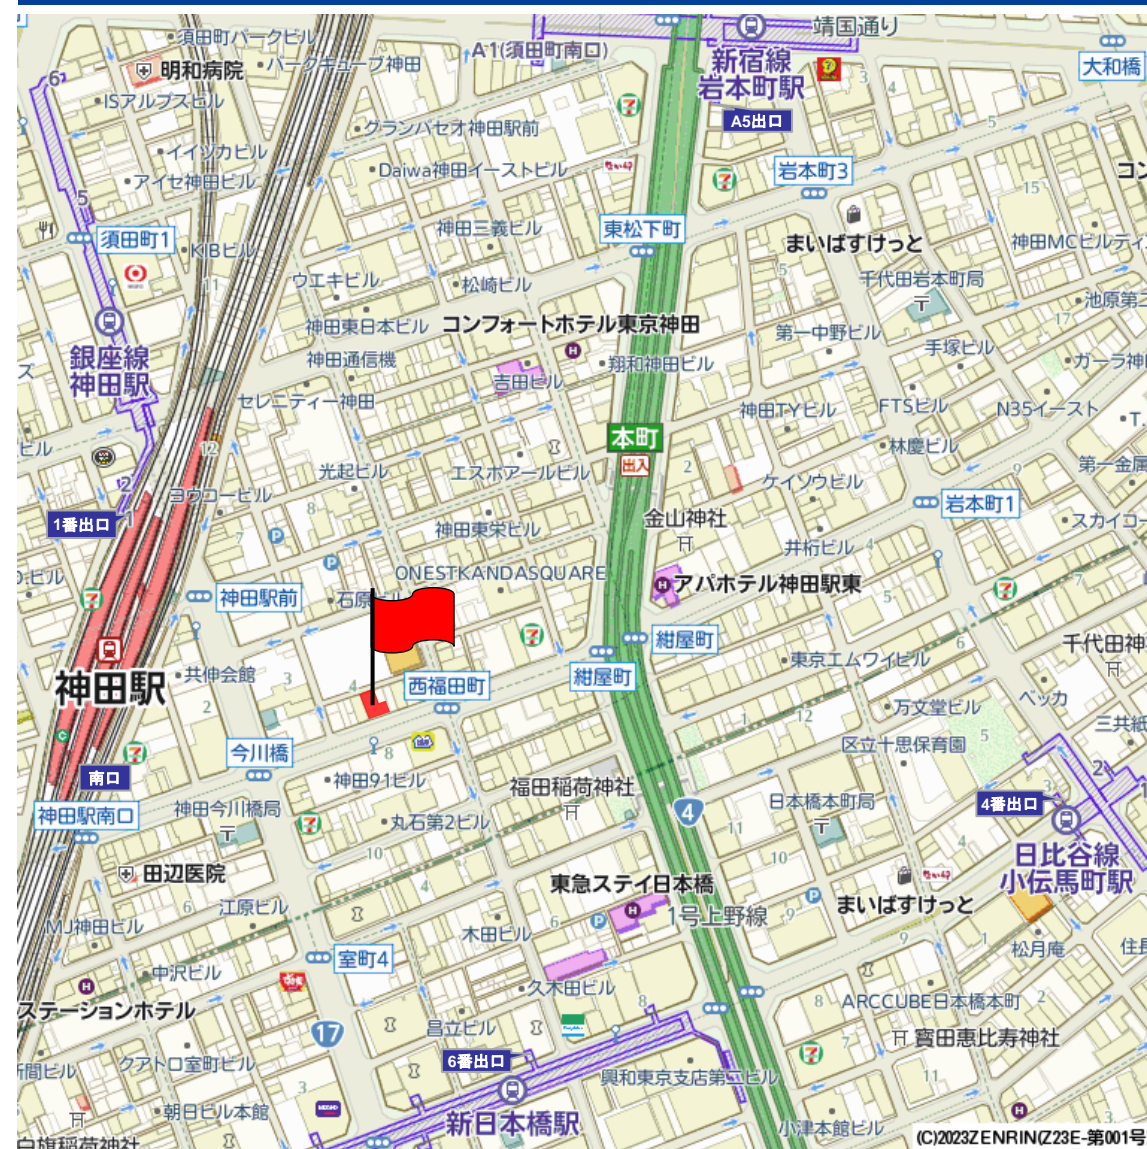 靖国通り
須田町パークビル
A1(須田町南口)
新宿線
岩本町駅
大和橋
明和病院
パークキューブ神田
ISアルプスビル
A5出口
グランパセオ神田駅前
イイヅカビル
アイセ神田ビル
Daiwa神田イーストビル
岩本町3
神田三義ビル
東松下町
まいばすけっと
神田MCビルディ
須田町1
KIBビル
ウエキビル
松崎ビル
千代田岩本町局
池原第二
神田東日本ビル
コンフォートホテル東京神田
第一中野ビル
手塚ビル
銀座線
神田駅
神田通信機
吉田ビル
翔和神田ビル
ガーラ神
セレニティー神田
神田TYビル
FTSビル
N35イースト
本町
出入
林慶ビル
光起ビル
エスポアールビル
ケイゾウビル
第一金属
ヨウコービル
岩本町1
1番出口
神田東栄ビル
金山神社
スカイコー
井桁ビル
ONESTKANDASQUARE
アパホテル神田駅東
神田駅前
石原
紺屋町
千代田神
神田駅
共伸会館
西福田町
紺屋町
東京エムワイビル
ベッカ
万文堂ビル
三共紙
今川橋
区立十思保育園
南口
神田91ビル
福田稲荷神社
4
日本橋本町局
4番出口
神田駅南口
神田今川橋局
丸石第2ビル
日比谷線
小伝馬町駅
田辺医院
東急ステイ日本橋
まいばすけっと
江原ビル
1号上野線
MJ神田ビル
木田ビル
松月庵
室町4
中沢ビル
久木田ビル
ステーションホテル
17
昌立ビル
ARCCUBE日本橋本町
寶田恵比寿神社
クアトロ室町ビル
6番出口
興和東京支店第二ビル
朝日ビル本館
新日本橋駅
小津本館ビル
白旗稲荷神社
(C)2023ZENRIN(Z23E-第001号